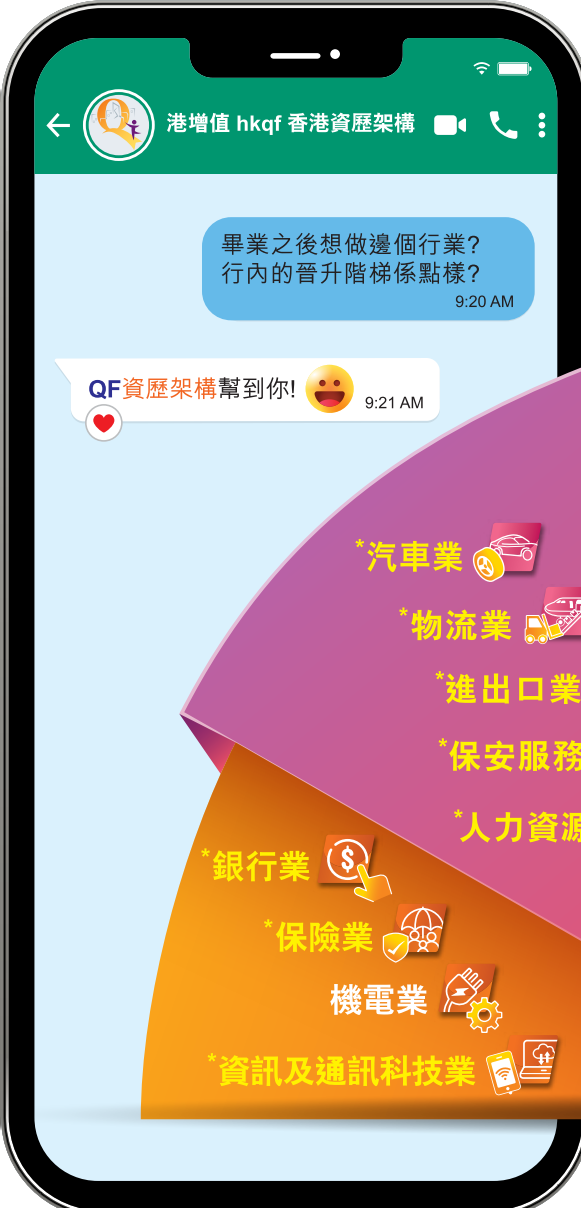 港增值 hkqf 香港資歷架構
畢業之後想做邊個行業?
行內的晉升階梯係點樣?
9:20 AM
QF資歷架構幫到你!
9:21 AM
*汽車業
*物流業
*進出口業
*保安服務
*人力資源
*銀行業
*保險業
機電業
*資訊及通訊科技業